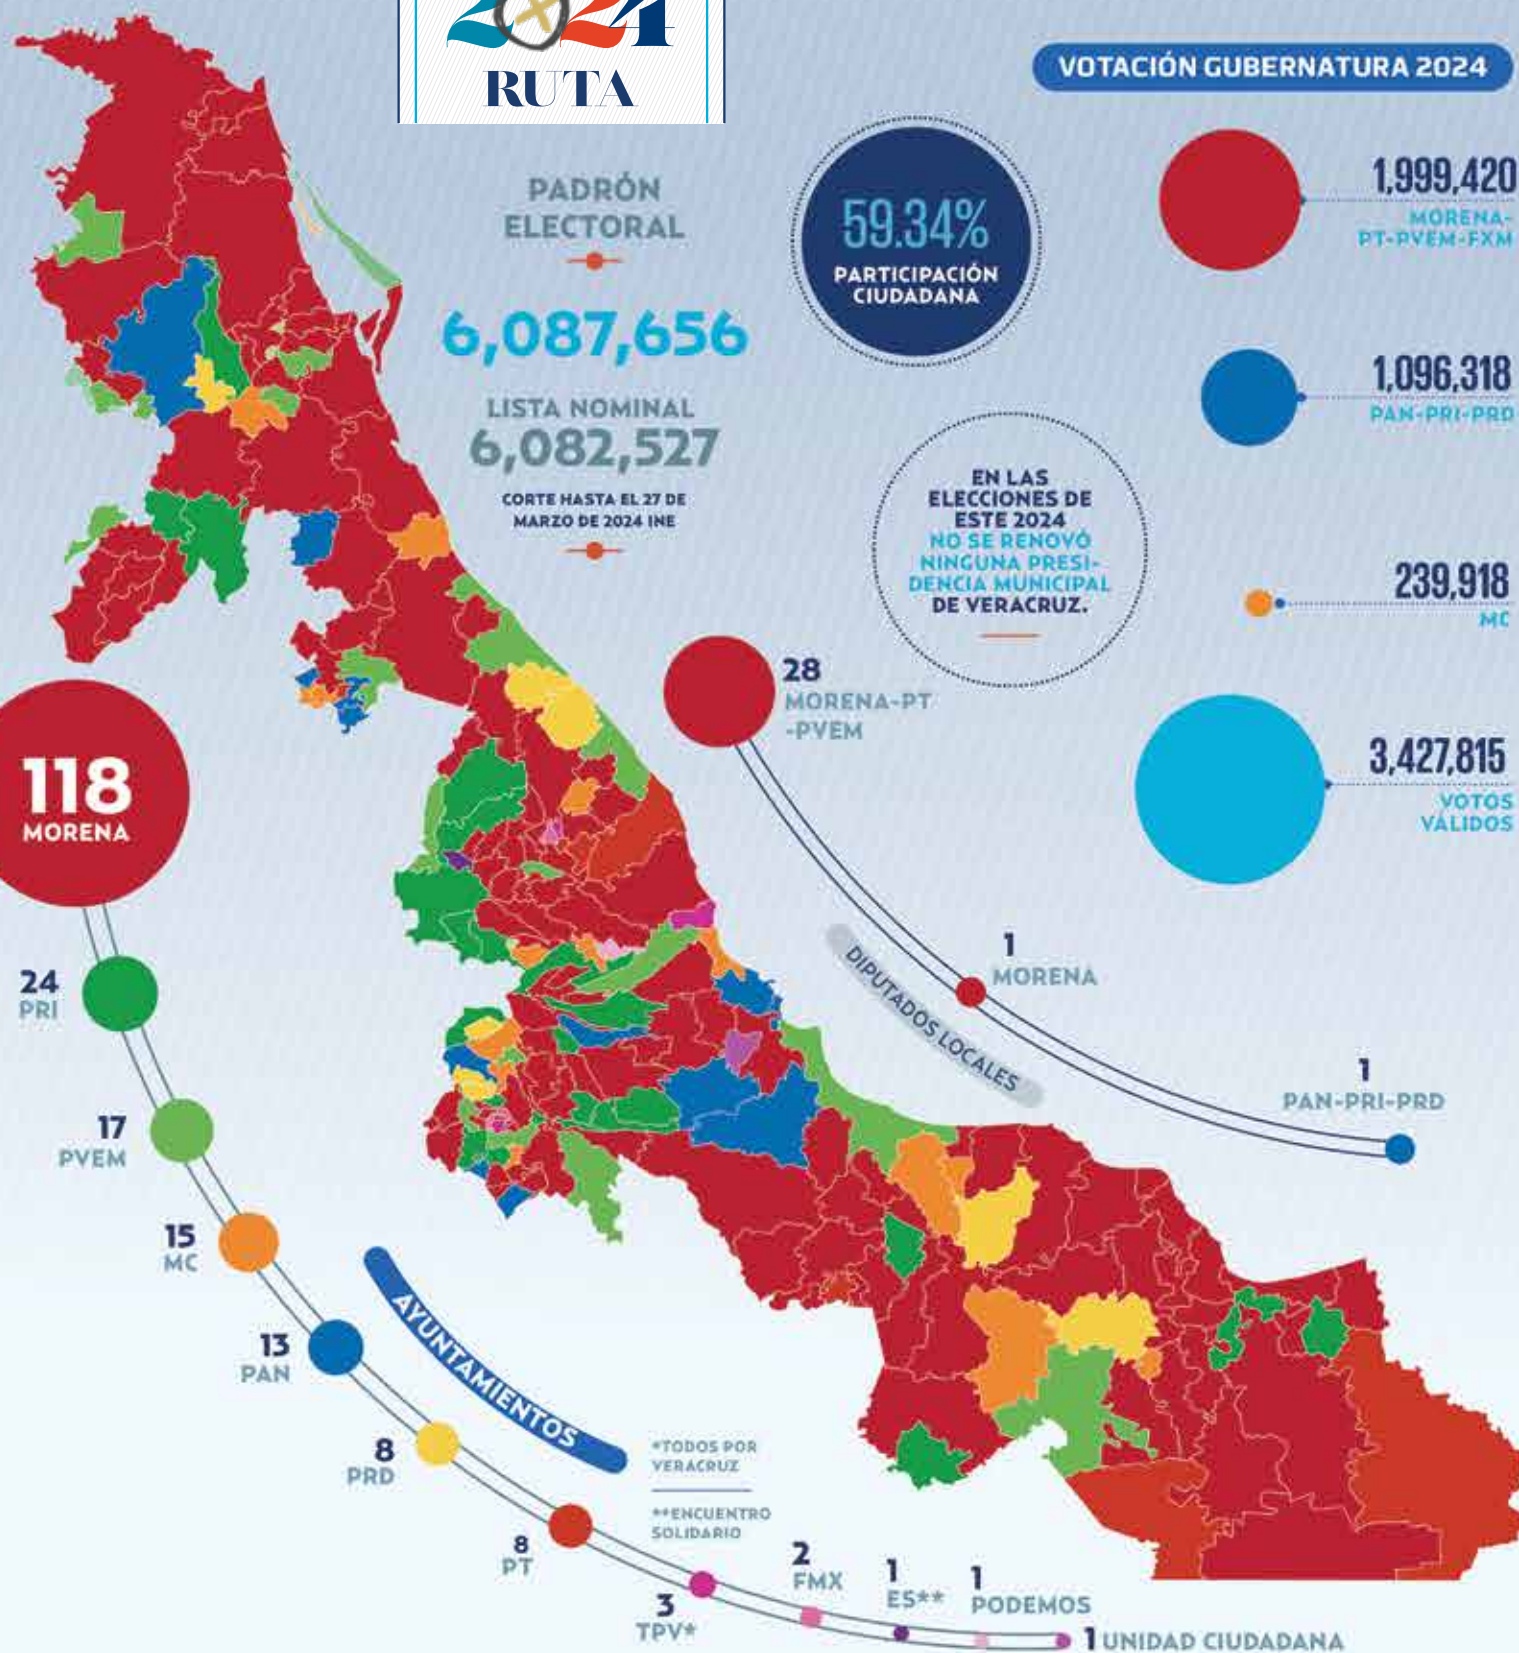 2024
RUTA
VOTACIÓN GUBERNATURA 2024
PADRÓN
ELECTORAL
6,087,656
LISTA NOMINAL
6,082,527
CORTE HASTA EL 27 DE
MARZO DE 2024 INE
59.34%
PARTICIPACIÓN
CIUDADANA
1,999,420
MORENA-
PT-PVEM-FXM
1,096,318
PAN-PRI-PRD
239,918
MC
3,427,815
VOTOS
VÁLIDOS
EN LAS
ELECCIONES DE
ESTE 2024
NO SE RENOVÓ
NINGUNA PRESI-
DENCIA MUNICIPAL
DE VERACRUZ.
28
MORENA-PT
-PVEM
1
MORENA
1
PAN-PRI-PRD
DIPUTADOS LOCALES
118
MORENA
24
PRI
17
PVEM
15
MC
13
PAN
8
PRD
8
PT
3
TPV*
2
FMX
1
ES**
1
PODEMOS
1 UNIDAD CIUDADANA
AYUNTAMIENTOS
*TODOS POR
VERACRUZ
**ENCUENTRO
SOLIDARIO